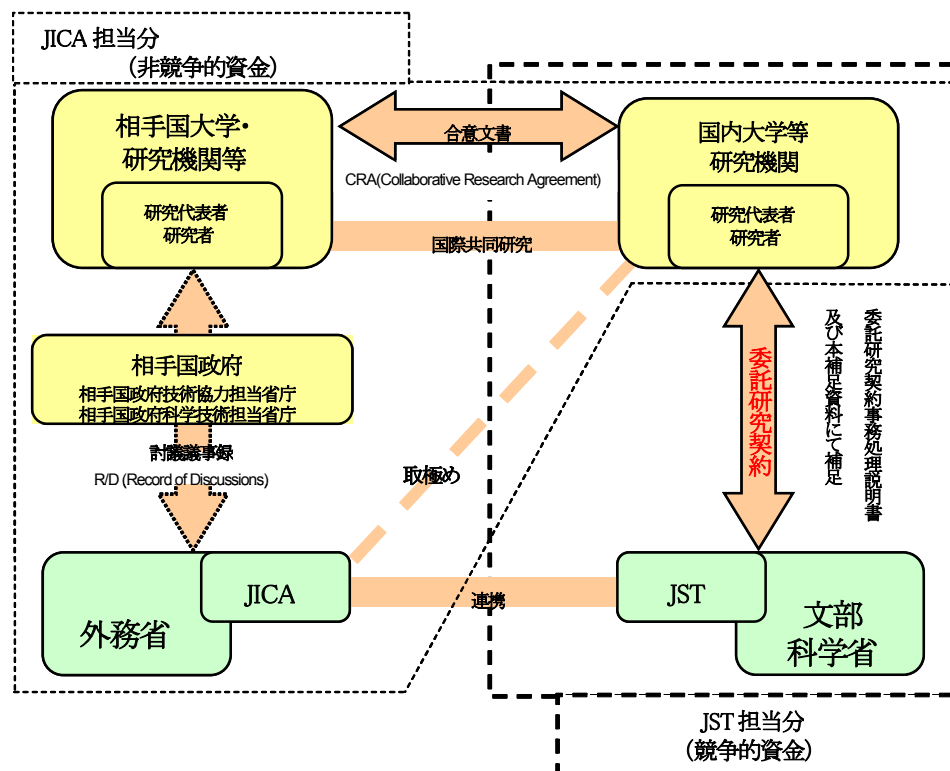 JICA 担当分
（非競争的資金）
相手国大学・
研究機関等
研究代表者
研究者
合意文書
CRA(Collaborative Research Agreement)
国際共同研究
国内大学等
研究機関
研究代表者
研究者
相手国政府
相手国政府技術協力担当省庁
相手国政府科学技術担当省庁
討議議事録
R/D (Record of Discussions)
取極め
委託研究契約
委託研究契約事務処理説明書
及び本補足資料にて補足
外務省
JICA
連携
JST
文部
科学省
JST 担当分
（競争的資金）